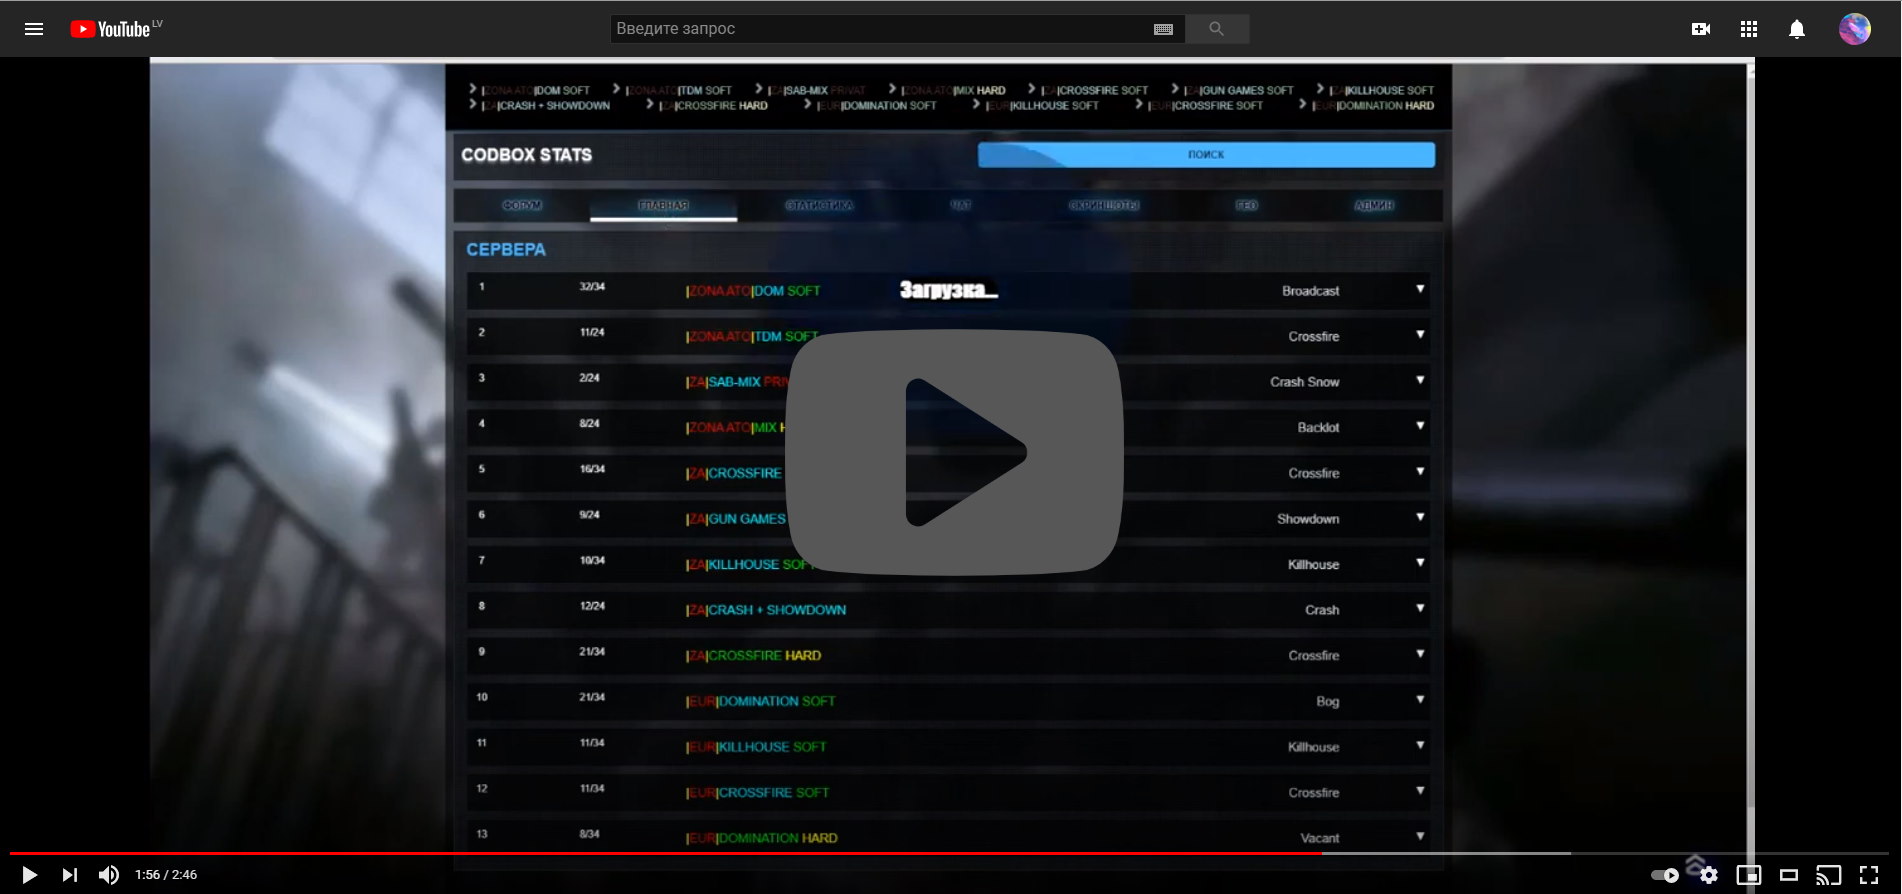 YouTube LV
Введите запрос
|ZONA ATO|DOM SOFT |ZONA ATO|TDM SOFT |ZA|SAB-MIX PRIVAT |ZONA ATO|MIX HARD |ZA|CROSSFIRE SOFT |ZA|GUN GAMES SOFT |ZA|KILLHOUSE SOFT
|ZA|CRASH + SHOWDOWN |ZA|CROSSFIRE HARD |EUR|DOMINATION SOFT |EUR|KILLHOUSE SOFT |EUR|CROSSFIRE SOFT |EUR|DOMINATION HARD
CODBOX STATS ПОИСК
ФОРУМ ГЛАВНАЯ СТАТИСТИКА ЧАТ СКРИНШОТЫ ГЕО АДМИН
СЕРВЕРА
1 32/34 |ZONA ATO|DOM SOFT Загрузка... Broadcast
2 11/24 |ZONA ATO|TDM SOFT Crossfire
3 2/24 |ZA|SAB-MIX Crash Snow
4 8/24 |ZONA ATO|MIX Backlot
5 16/34 |ZA|CROSSFIRE Crossfire
6 9/24 |ZA|GUN GAMES Showdown
7 10/34 |ZA|KILLHOUSE SOFT Killhouse
8 12/24 |ZA|CRASH + SHOWDOWN Crash
9 21/34 |ZA|CROSSFIRE HARD Crossfire
10 21/34 |EUR|DOMINATION SOFT Bog
11 11/34 |EUR|KILLHOUSE SOFT Killhouse
12 11/34 |EUR|CROSSFIRE SOFT Crossfire
13 8/34 |EUR|DOMINATION HARD Vacant
1:56 / 2:46